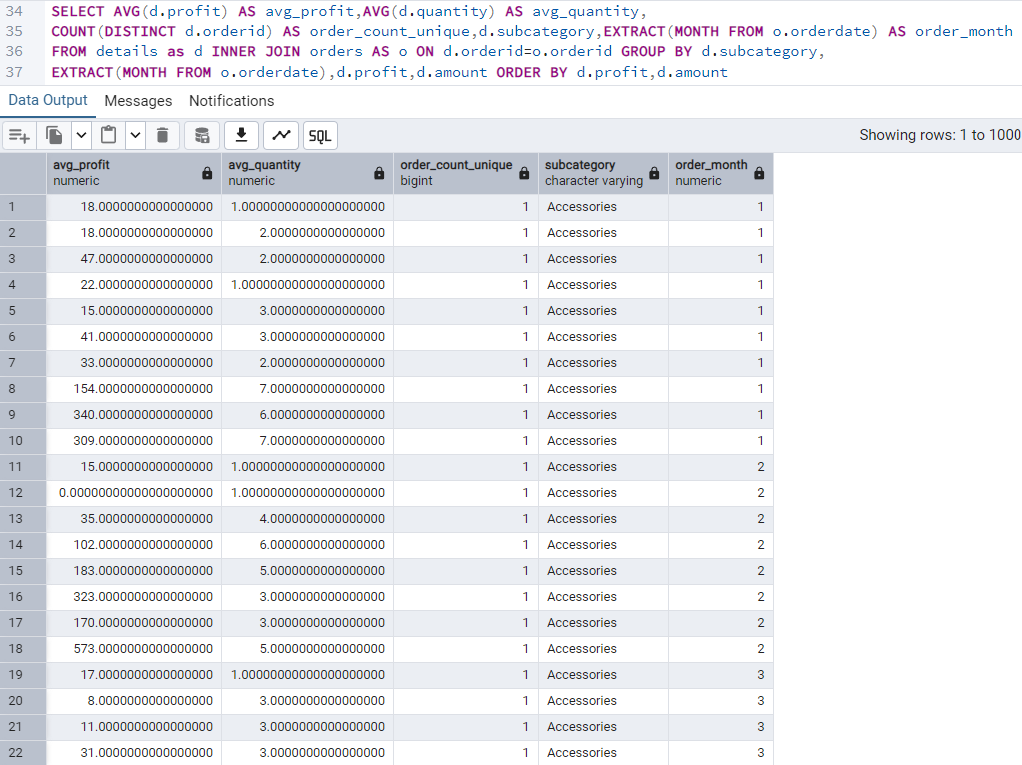 34 SELECT AVG(d.profit) AS avg_profit,AVG(d.quantity) AS avg_quantity,
35 COUNT(DISTINCT d.orderid) AS order_count_unique,d.subcategory,EXTRACT(MONTH FROM o.orderdate) AS order_month
36 FROM details as d INNER JOIN orders AS o ON d.orderid=o.orderid GROUP BY d.subcategory,
37 EXTRACT(MONTH FROM o.orderdate),d.profit,d.amount ORDER BY d.profit,d.amount
Data Output Messages Notifications
SQL Showing rows: 1 to 1000
avg_profit avg_quantity order_count_unique subcategory order_month
numeric numeric bigint character varying numeric
1 18.0000000000000000 1.00000000000000000000 1 Accessories 1
2 18.0000000000000000 2.0000000000000000 1 Accessories 1
3 47.0000000000000000 2.0000000000000000 1 Accessories 1
4 22.0000000000000000 1.00000000000000000000 1 Accessories 1
5 15.0000000000000000 3.0000000000000000 1 Accessories 1
6 41.0000000000000000 3.0000000000000000 1 Accessories 1
7 33.0000000000000000 2.0000000000000000 1 Accessories 1
8 154.0000000000000000 7.0000000000000000 1 Accessories 1
9 340.0000000000000000 6.0000000000000000 1 Accessories 1
10 309.0000000000000000 7.0000000000000000 1 Accessories 1
11 15.0000000000000000 1.00000000000000000000 1 Accessories 2
12 0.00000000000000000000 1.00000000000000000000 1 Accessories 2
13 35.0000000000000000 4.0000000000000000 1 Accessories 2
14 102.0000000000000000 6.0000000000000000 1 Accessories 2
15 183.0000000000000000 5.0000000000000000 1 Accessories 2
16 323.0000000000000000 3.0000000000000000 1 Accessories 2
17 170.0000000000000000 3.0000000000000000 1 Accessories 2
18 573.0000000000000000 5.0000000000000000 1 Accessories 2
19 17.0000000000000000 1.00000000000000000000 1 Accessories 3
20 8.0000000000000000 3.0000000000000000 1 Accessories 3
21 11.0000000000000000 3.0000000000000000 1 Accessories 3
22 31.0000000000000000 3.0000000000000000 1 Accessories 3